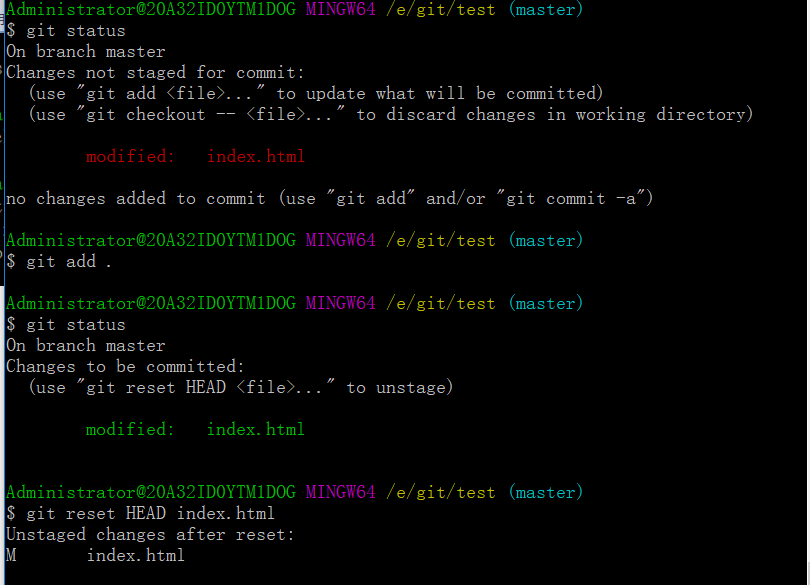 Administrator@20A32ID0YTM1DOG MINGW64 /e/git/test (master)
$ git status
On branch master
Changes not staged for commit:
  (use "git add <file>..." to update what will be committed)
  (use "git checkout -- <file>..." to discard changes in working directory)
        modified:   index.html
no changes added to commit (use "git add" and/or "git commit -a")
Administrator@20A32ID0YTM1DOG MINGW64 /e/git/test (master)
$ git add .
Administrator@20A32ID0YTM1DOG MINGW64 /e/git/test (master)
$ git status
On branch master
Changes to be committed:
  (use "git reset HEAD <file>..." to unstage)
        modified:   index.html
Administrator@20A32ID0YTM1DOG MINGW64 /e/git/test (master)
$ git reset HEAD index.html
Unstaged changes after reset:
M       index.html